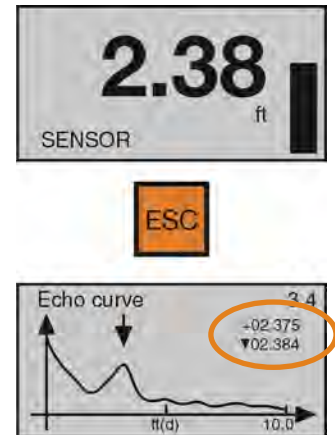 2.38
ft
SENSOR
ESC
Echo curve 3.4
+02.375
▼02.384
ft(d) 10.0